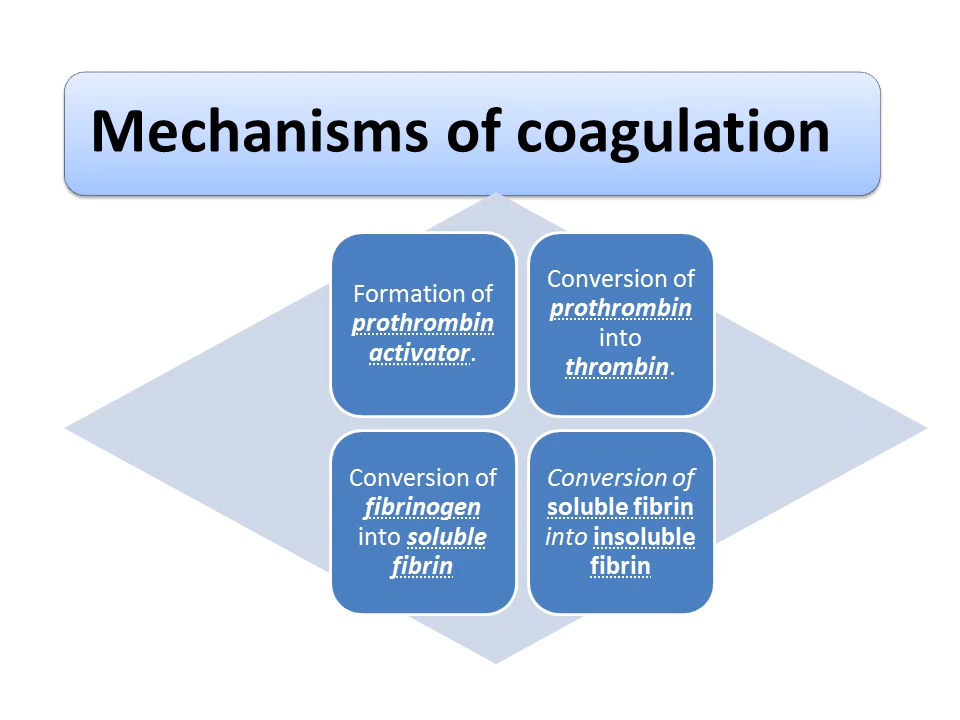 Mechanisms of coagulation
Formation of
prothrombin
activator.
Conversion of
prothrombin
into
thrombin.
Conversion of
fibrinogen
into soluble
fibrin
Conversion of
soluble fibrin
into insoluble
fibrin